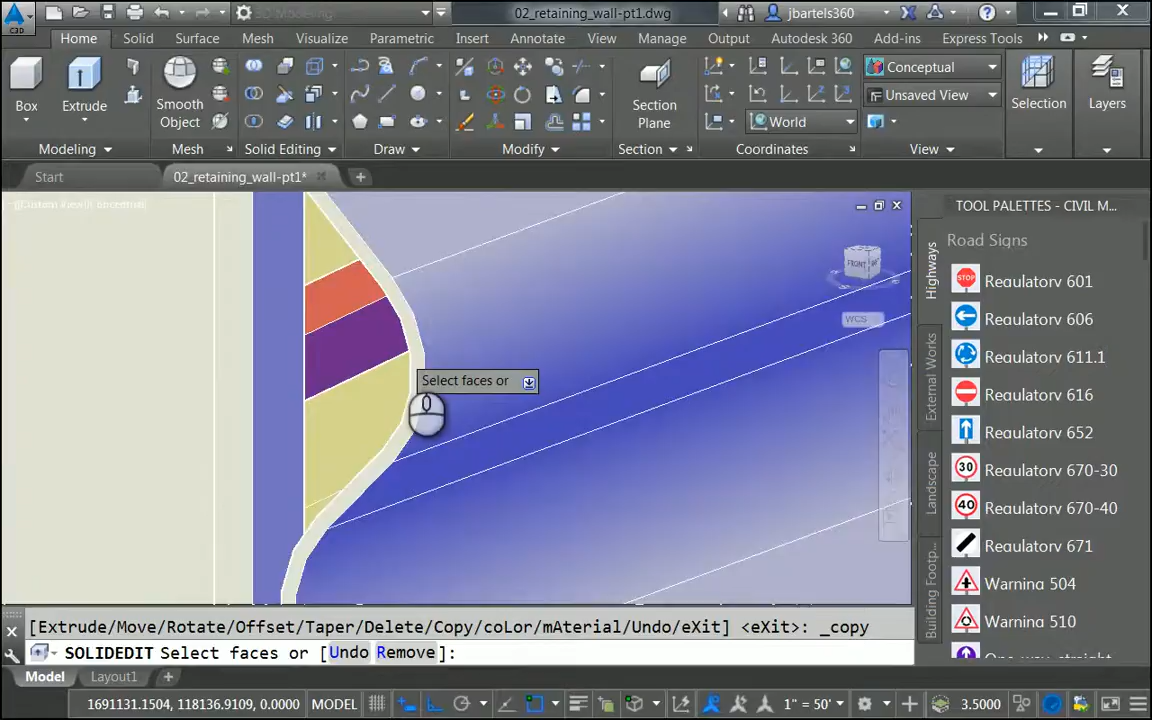 3D Modeling
02_retaining_wall-pt1.dwg
jbartels360
C3D
Home Solid Surface Mesh Visualize Parametric Insert Annotate View Manage Output Autodesk 360 Add-ins Express Tools
Box
Extrude
Smooth
Object
Section
Plane
World
Conceptual
Unsaved View
Selection
Layers
Modeling
Mesh
Solid Editing
Draw
Modify
Section
Coordinates
View
Start
02_retaining_wall-pt1*
TOOL PALETTES - CIVIL M...
Highways
External Works
Landscape
Building Footp...
Road Signs
STOP
Regulatory 601
Regulatory 606
Regulatory 611.1
Regulatory 616
Regulatory 652
30
Regulatory 670-30
40
Regulatory 670-40
Regulatory 671
Warning 504
Warning 510
One way straight
FRONT
WCS
Select faces or
[Extrude/Move/Rotate/Offset/Taper/Delete/Copy/coLor/mAterial/Undo/eXit] <eXit>: _copy
SOLIDEDIT Select faces or [Undo Remove]:
Model
Layout1
1691131.1504, 118136.9109, 0.0000
MODEL
1" = 50'
3.5000